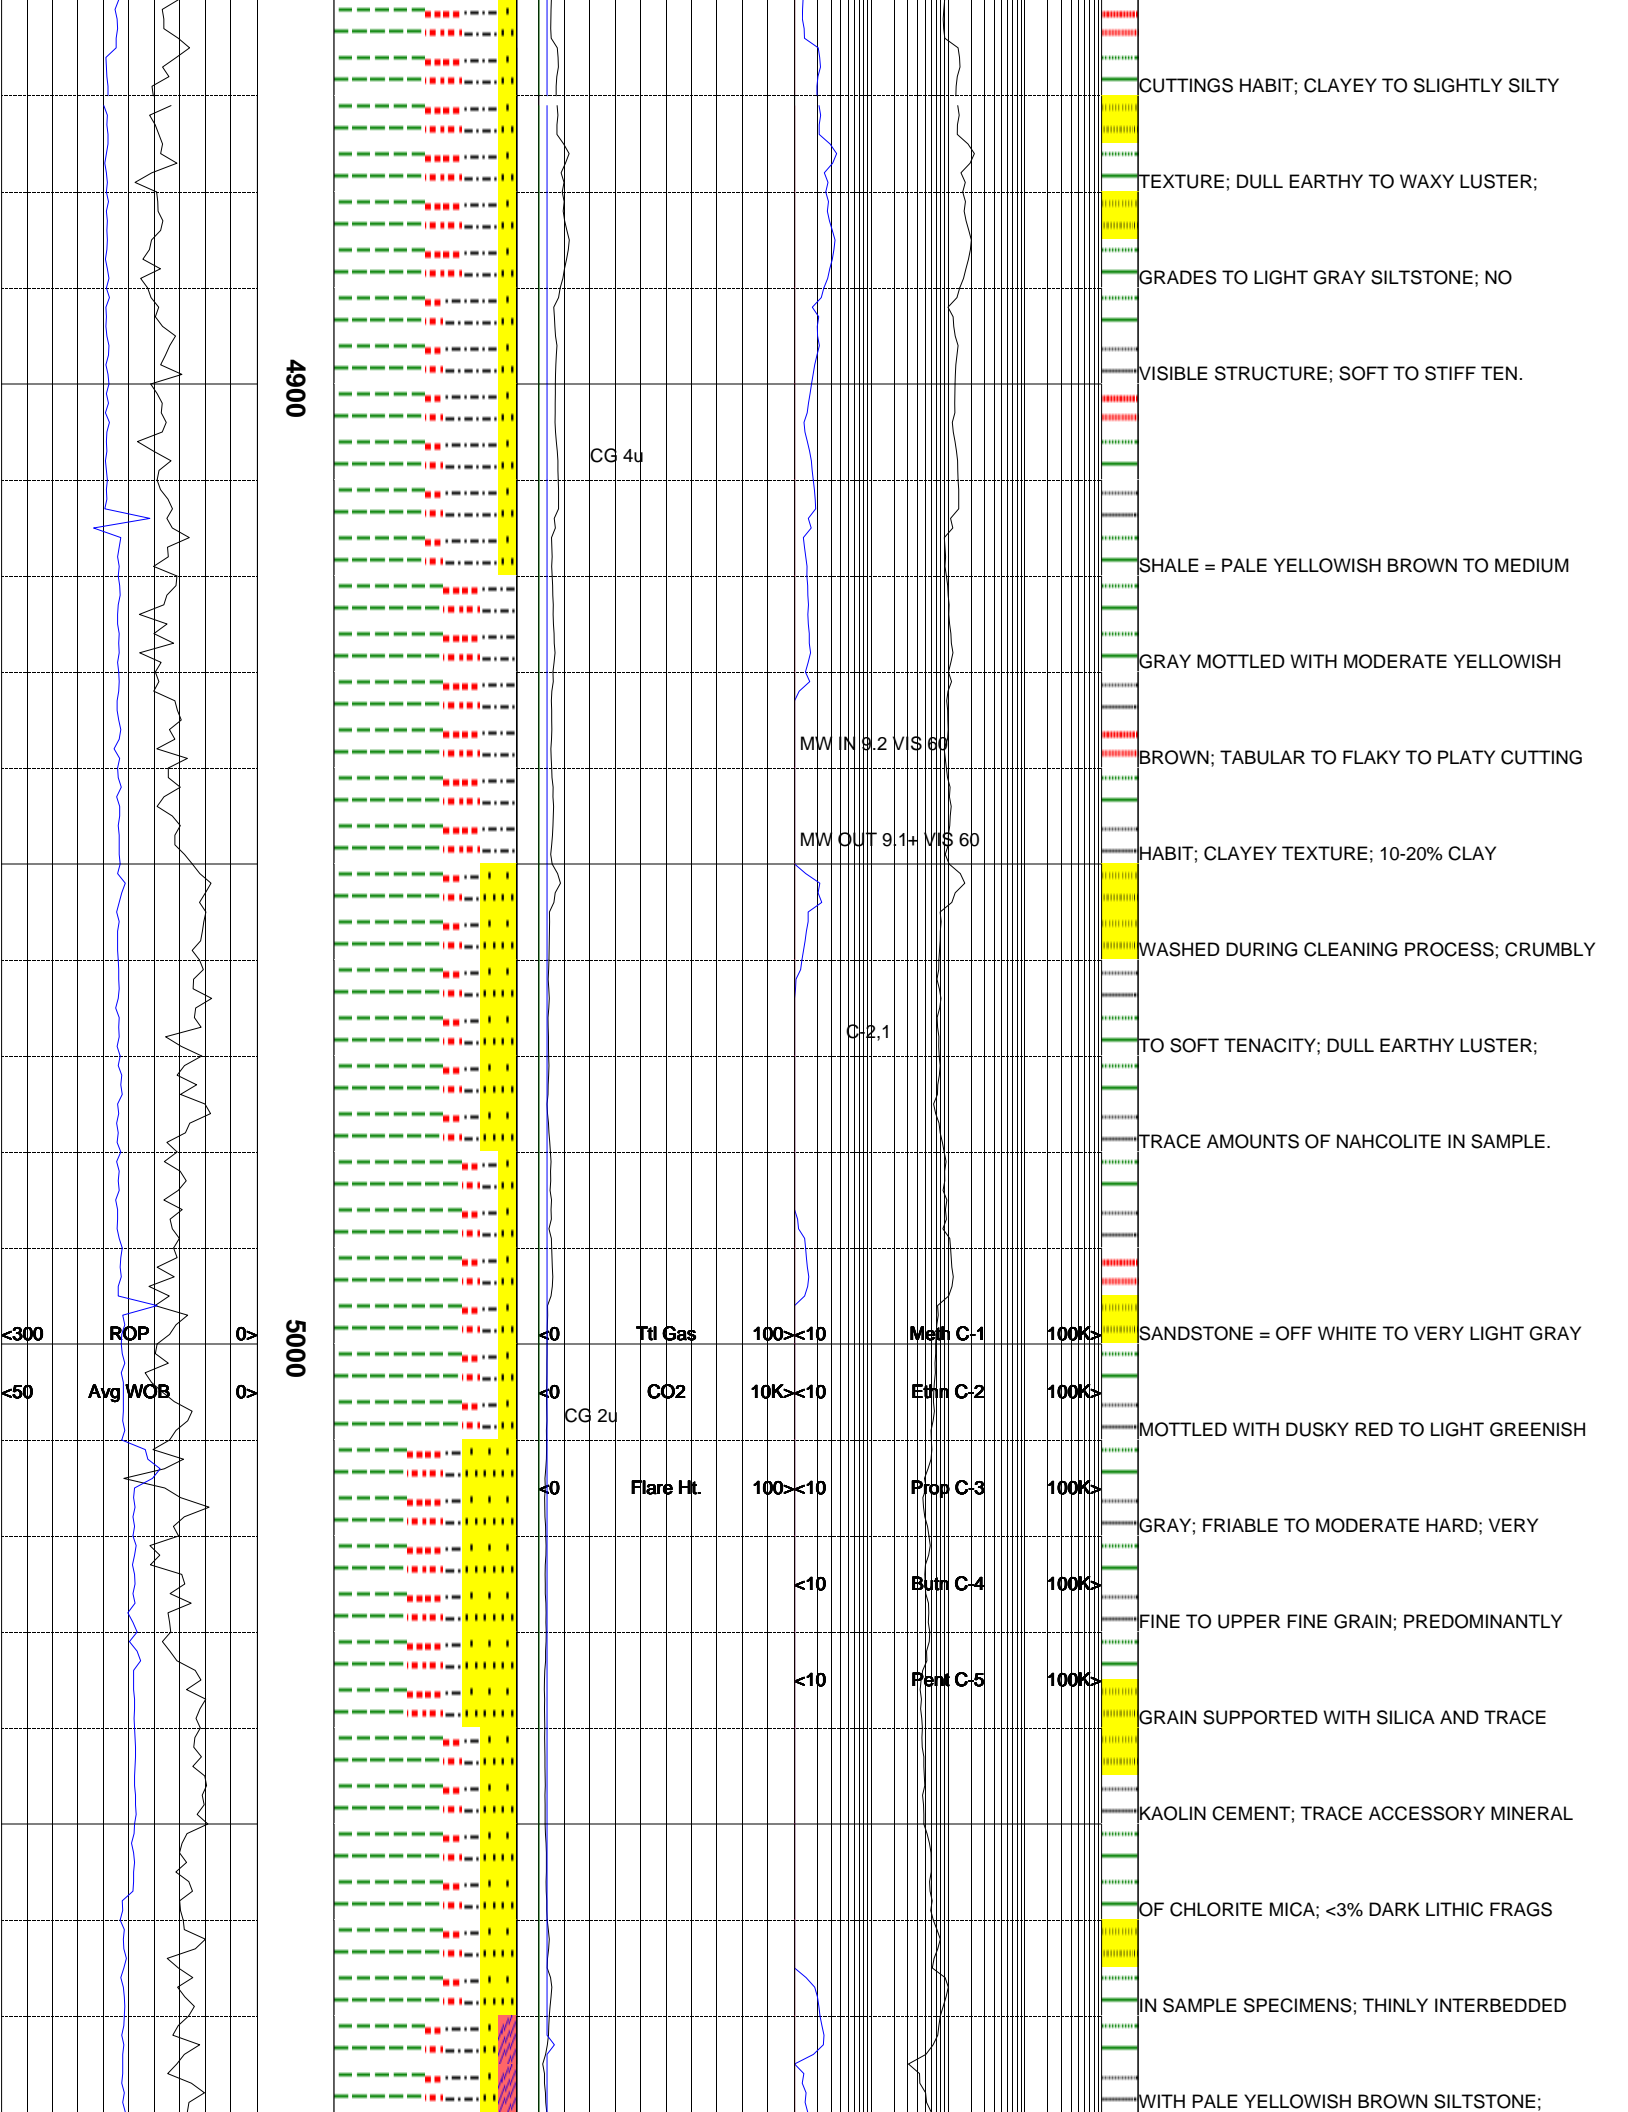 CUTTINGS HABIT; CLAYEY TO SLIGHTLY SILTY
TEXTURE; DULL EARTHY TO WAXY LUSTER;
GRADES TO LIGHT GRAY SILTSTONE; NO
4900
VISIBLE STRUCTURE; SOFT TO STIFF TEN.
CG 4u
SHALE = PALE YELLOWISH BROWN TO MEDIUM
GRAY MOTTLED WITH MODERATE YELLOWISH
MW IN 9.2 VIS 60
BROWN; TABULAR TO FLAKY TO PLATY CUTTING
MW OUT 9.1+ VIS 60
HABIT; CLAYEY TEXTURE; 10-20% CLAY
WASHED DURING CLEANING PROCESS; CRUMBLY
C-2,1
TO SOFT TENACITY; DULL EARTHY LUSTER;
TRACE AMOUNTS OF NAHCOLITE IN SAMPLE.
<300 ROP 0> 5000 <0 Ttl Gas 100> <10 Meth C-1 100K> SANDSTONE = OFF WHITE TO VERY LIGHT GRAY
<50 Avg WOB 0> <0 CO2 10K> <10 Ethn C-2 100K>
CG 2u
MOTTLED WITH DUSKY RED TO LIGHT GREENISH
<0 Flare Ht. 100> <10 Prop C-3 100K>
GRAY; FRIABLE TO MODERATE HARD; VERY
<10 Butn C-4 100K>
FINE TO UPPER FINE GRAIN; PREDOMINANTLY
<10 Pent C-5 100K>
GRAIN SUPPORTED WITH SILICA AND TRACE
KAOLIN CEMENT; TRACE ACCESSORY MINERAL
OF CHLORITE MICA; <3% DARK LITHIC FRAGS
IN SAMPLE SPECIMENS; THINLY INTERBEDDED
WITH PALE YELLOWISH BROWN SILTSTONE;